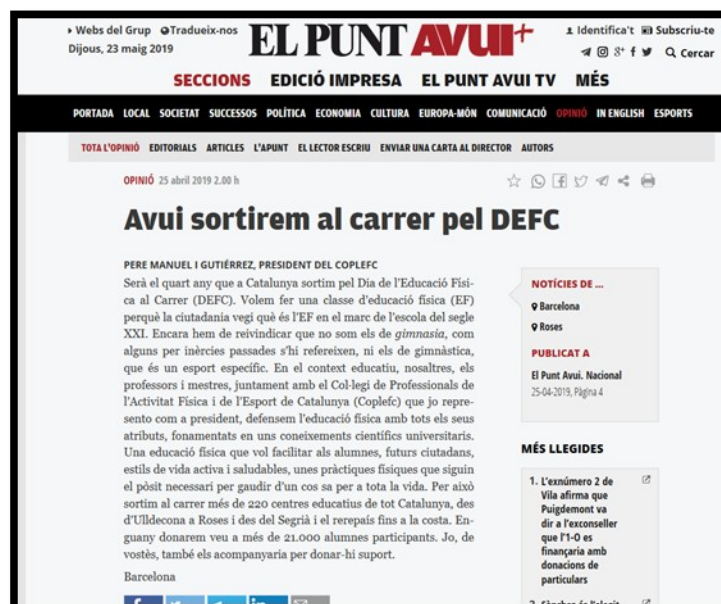 Webs del Grup Tradueix-nos
Dijous, 23 maig 2019
EL PUNT AVUI+
Identifica't Subscriu-te
Cercar
SECCIONS EDICIÓ IMPRESA EL PUNT AVUI TV MÉS
PORTADA LOCAL SOCIETAT SUCCESSOS POLÍTICA ECONOMIA CULTURA EUROPA-MÓN COMUNICACIÓ OPINIÓ IN ENGLISH ESPORTS
TOTA L'OPINIÓ EDITORIALS ARTICLES L'APUNT EL LECTOR ESCRIU ENVIAR UNA CARTA AL DIRECTOR AUTORS
OPINIÓ 25 abril 2019 2.00 h
Avui sortirem al carrer pel DEFC
PERE MANUEL I GUTIÉRREZ, PRESIDENT DEL COPLEFC
Serà el quart any que a Catalunya sortim pel Dia de l'Educació Físi-
ca al Carrer (DEFC). Volem fer una classe d'educació física (EF)
perquè la ciutadania vegi què és l'EF en el marc de l'escola del segle
XXI. Encara hem de reivindicar que no som els de gimnasia, com
alguns per inèrcies passades s'hi refereixen, ni els de gimnàstica,
que és un esport específic. En el context educatiu, nosaltres, els
professors i mestres, juntament amb el Col·legi de Professionals de
l'Activitat Física i de l'Esport de Catalunya (Coplefc) que jo repre-
sento com a president, defensem l'educació física amb tots els seus
atributs, fonamentats en uns coneixements científics universitaris.
Una educació física que vol facilitar als alumnes, futurs ciutadans,
estils de vida activa i saludables, unes pràctiques físiques que siguin
el pòsit necessari per gaudir d'un cos sa per a tota la vida. Per això
sortim al carrer més de 220 centres educatius de tot Catalunya, des
d'Ulldecona a Roses i des del Segrià i el rerepaís fins a la costa. En-
guany donarem veu a més de 21.000 alumnes participants. Jo, de
vostès, també els acompanyaria per donar-hi suport.
Barcelona
NOTÍCIES DE ...
Barcelona
Roses
PUBLICAT A
El Punt Avui. Nacional
25-04-2019, Pàgina 4
MÉS LLEGIDES
1. L'exnúmero 2 de
Vila afirma que
Puigdemont va
dir a l'exconseller
que l'1-O es
finançaria amb
donacions de
particulars